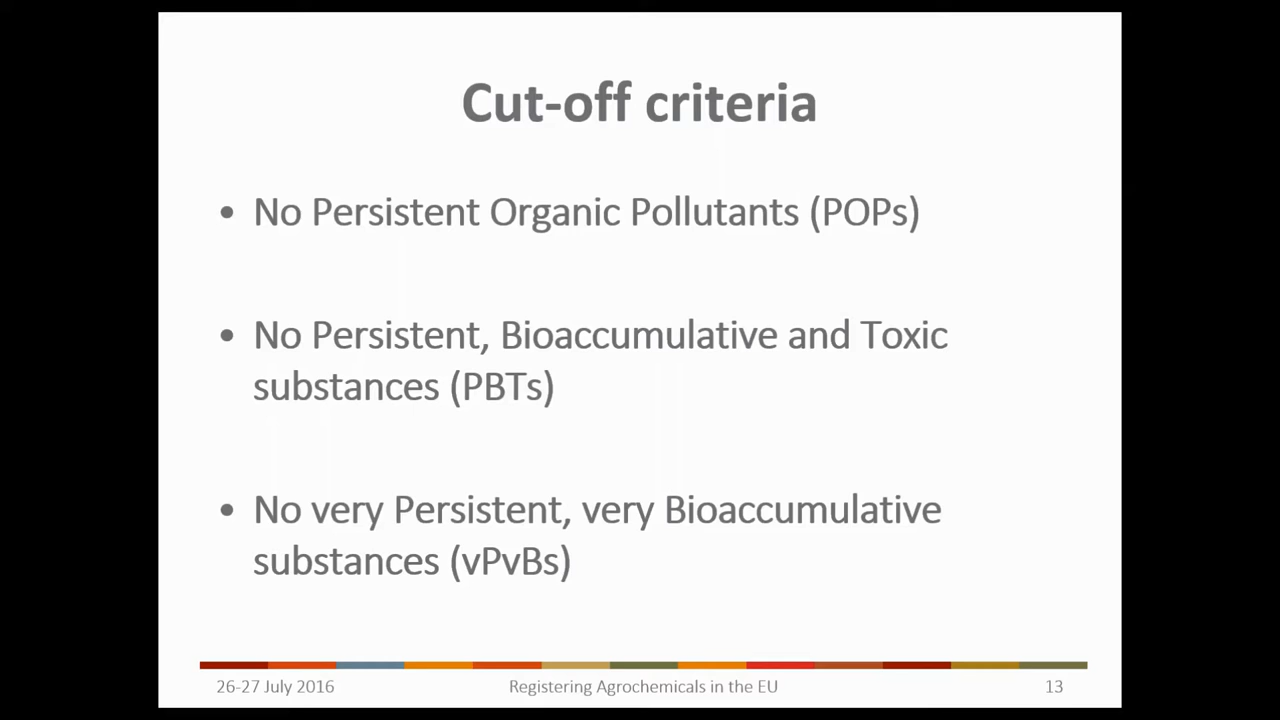 Cut-off criteria
• No Persistent Organic Pollutants (POPs)
• No Persistent, Bioaccumulative and Toxic
substances (PBTs)
• No very Persistent, very Bioaccumulative
substances (vPvBs)
26-27 July 2016
Registering Agrochemicals in the EU
13